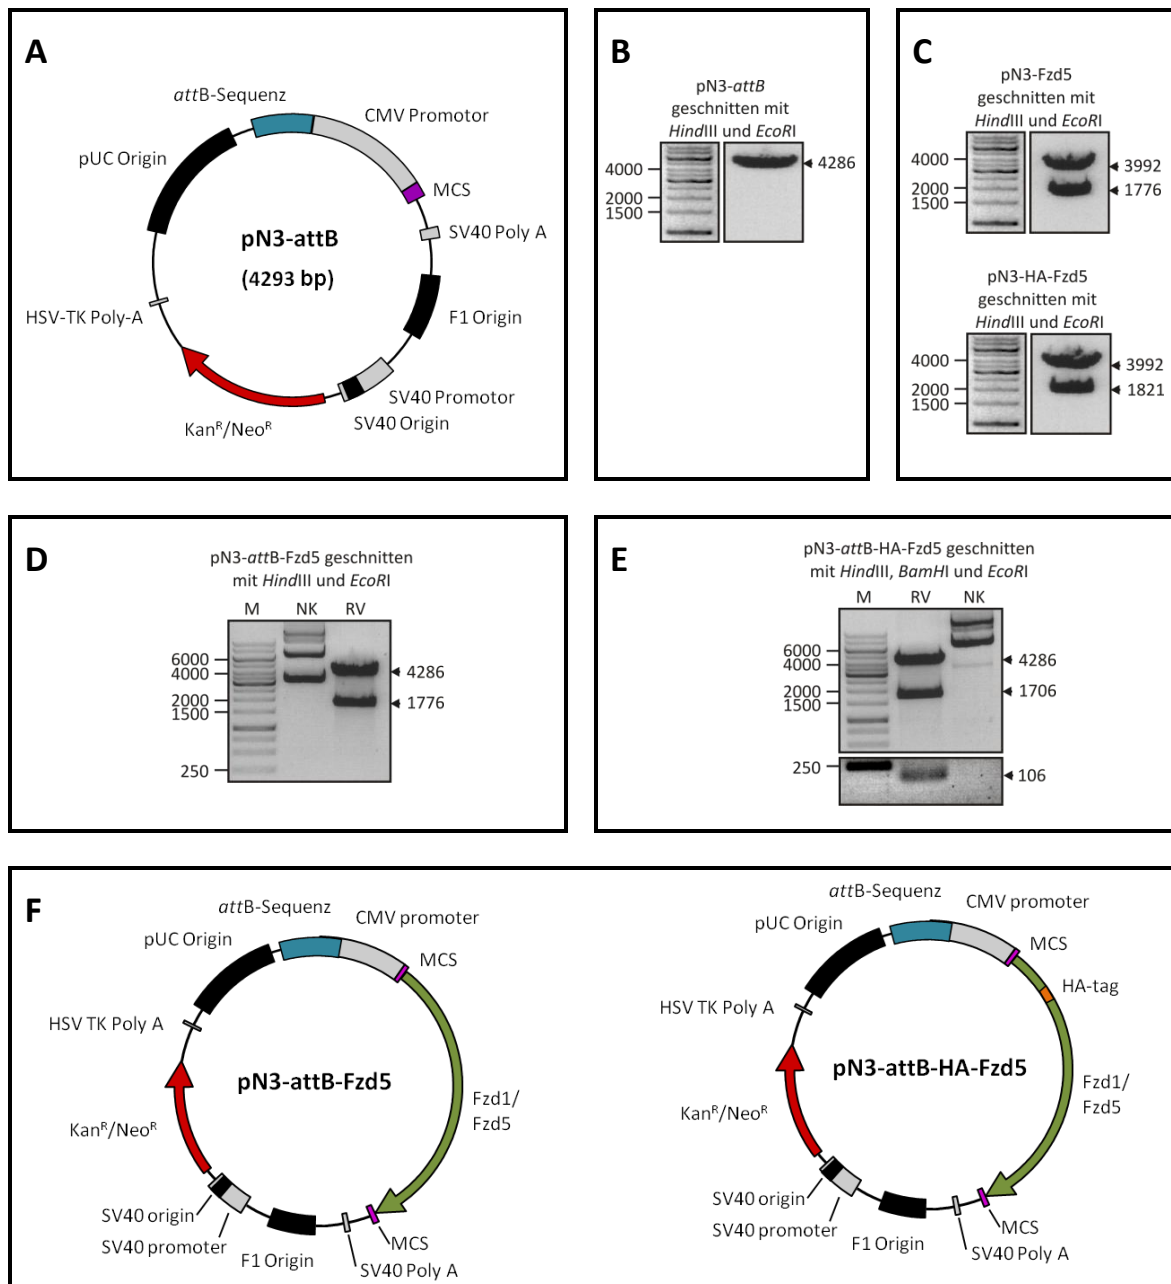 A
attB-Sequenz
CMV Promotor
pUC Origin
MCS
SV40 Poly A
pN3-attB
(4293 bp)
HSV-TK Poly-A
F1 Origin
SV40 Promotor
SV40 Origin
KanR/NeoR
B
pN3-attB
geschnitten mit
HindIII und EcoRI
4000
2000
1500
4286
C
pN3-Fzd5
geschnitten mit
HindIII und EcoRI
4000
2000
1500
3992
1776
pN3-HA-Fzd5
geschnitten mit
HindIII und EcoRI
4000
2000
1500
3992
1821
D
pN3-attB-Fzd5 geschnitten
mit HindIII und EcoRI
M NK RV
6000
4000
2000
1500
250
4286
1776
E
pN3-attB-HA-Fzd5 geschnitten
mit HindIII, BamHI und EcoRI
M RV NK
6000
4000
2000
1500
250
4286
1706
106
F
attB-Sequenz
CMV promoter
pUC Origin
MCS
HSV TK Poly A
pN3-attB-Fzd5
Fzd1/
Fzd5
KanR/NeoR
SV40 origin
SV40 promoter
F1 Origin
MCS
SV40 Poly A
attB-Sequenz
CMV promoter
pUC Origin
MCS
HA-tag
HSV TK Poly A
pN3-attB-HA-Fzd5
Fzd1/
Fzd5
KanR/NeoR
SV40 origin
SV40 promoter
F1 Origin
MCS
SV40 Poly A